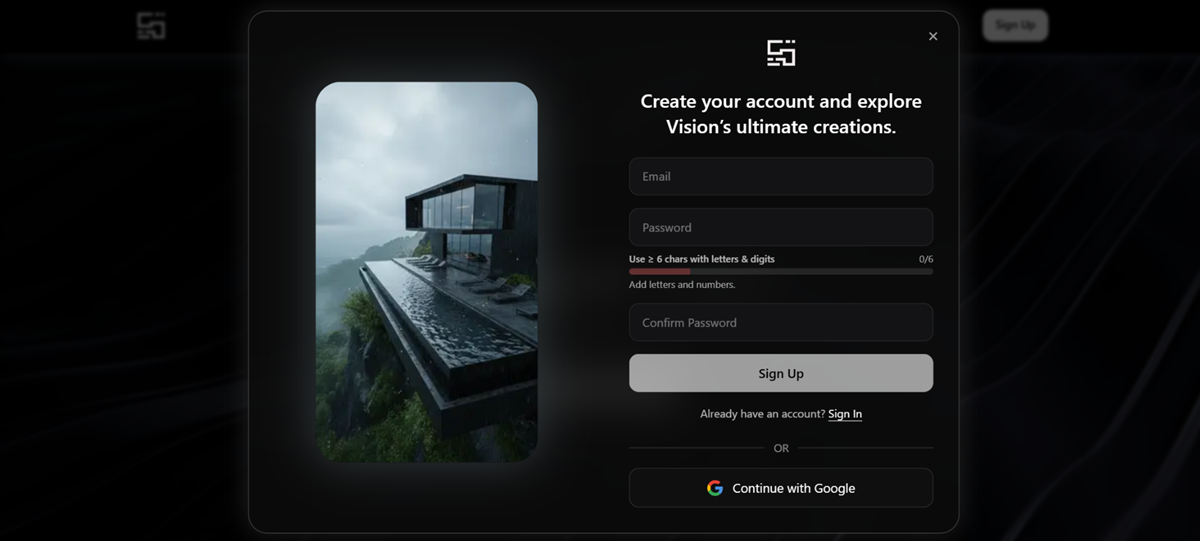 Sign Up
Create your account and explore
Vision’s ultimate creations.
Email
Password
Use ≥ 6 chars with letters & digits
0/6
Add letters and numbers.
Confirm Password
Sign Up
Already have an account? Sign In
OR
Continue with Google